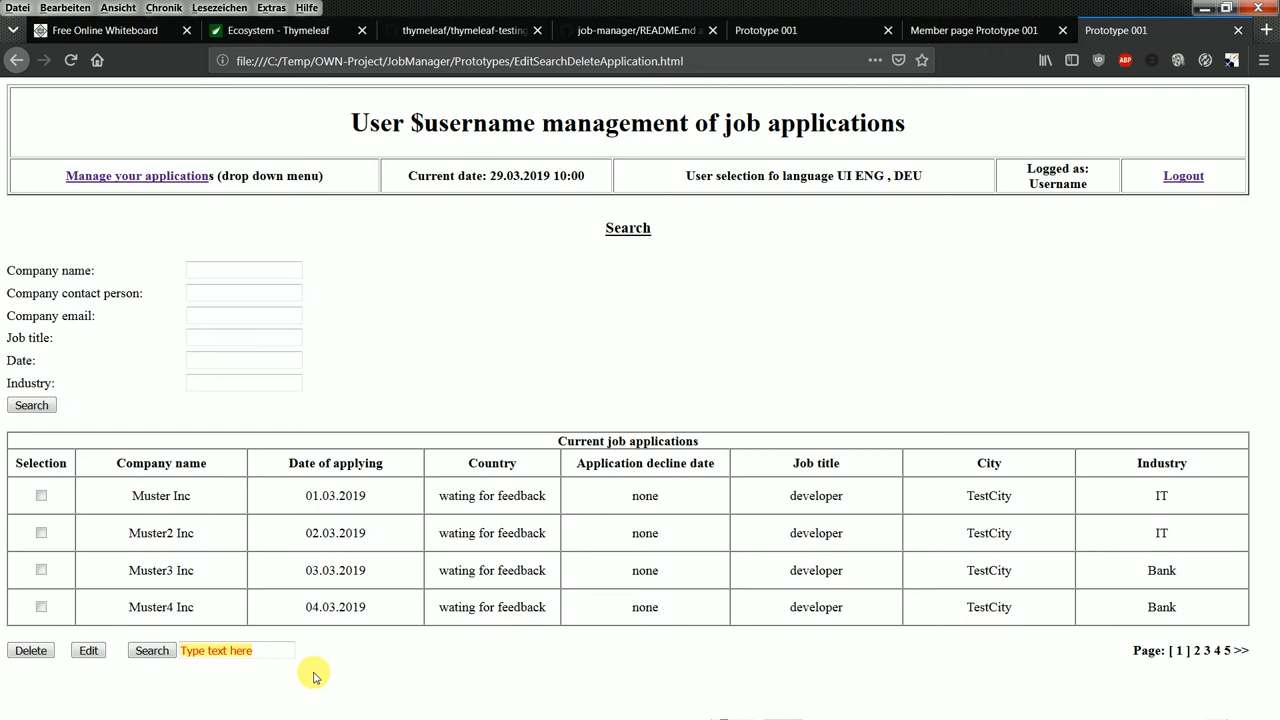 Datei Bearbeiten Ansicht Chronik Lesezeichen Extras Hilfe
Free Online Whiteboard Ecosystem - Thymeleaf thymeleaf/thymeleaf-testing job-manager/README.md a Prototype 001 Member page Prototype 001 Prototype 001
file:///C:/Temp/OWN-Project/JobManager/Prototypes/EditSearchDeleteApplication.html
User $username management of job applications
Manage your applications (drop down menu) Current date: 29.03.2019 10:00 User selection fo language UI ENG , DEU Logged as: Logout
Username
Search
Company name:
Company contact person:
Company email:
Job title:
Date:
Industry:
Search
Current job applications
Selection Company name Date of applying Country Application decline date Job title City Industry
Muster Inc 01.03.2019 wating for feedback none developer TestCity IT
Muster2 Inc 02.03.2019 wating for feedback none developer TestCity IT
Muster3 Inc 03.03.2019 wating for feedback none developer TestCity Bank
Muster4 Inc 04.03.2019 wating for feedback none developer TestCity Bank
Delete Edit Search Type text here Page: [ 1 ] 2 3 4 5 >>